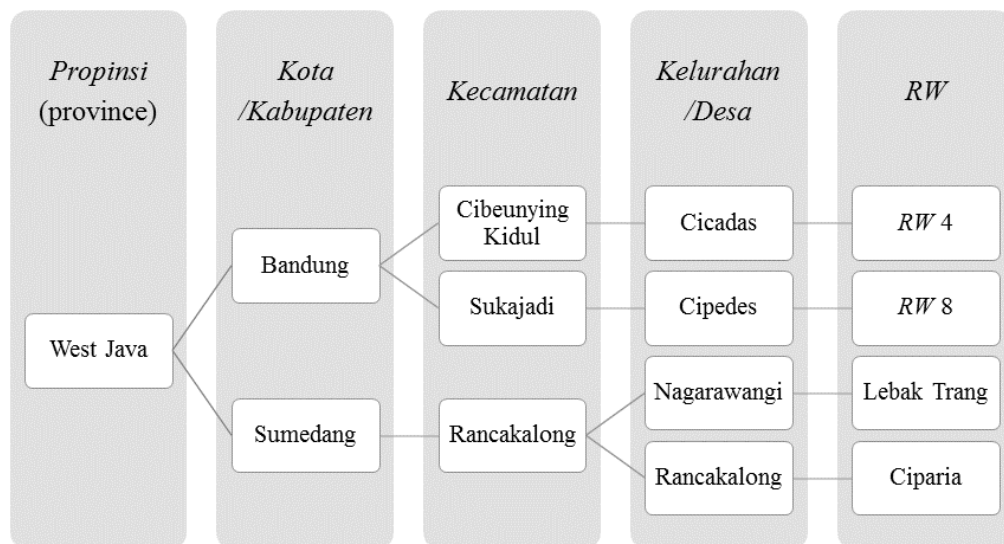 Propinsi
(province)
Kota
/Kabupaten
Kecamatan
Kelurahan
/Desa
RW
West Java
Bandung
Sumedang
Cibeunying
Kidul
Sukajadi
Rancakalong
Cicadas
Cipedes
Nagarawangi
Rancakalong
RW 4
RW 8
Lebak Trang
Ciparia